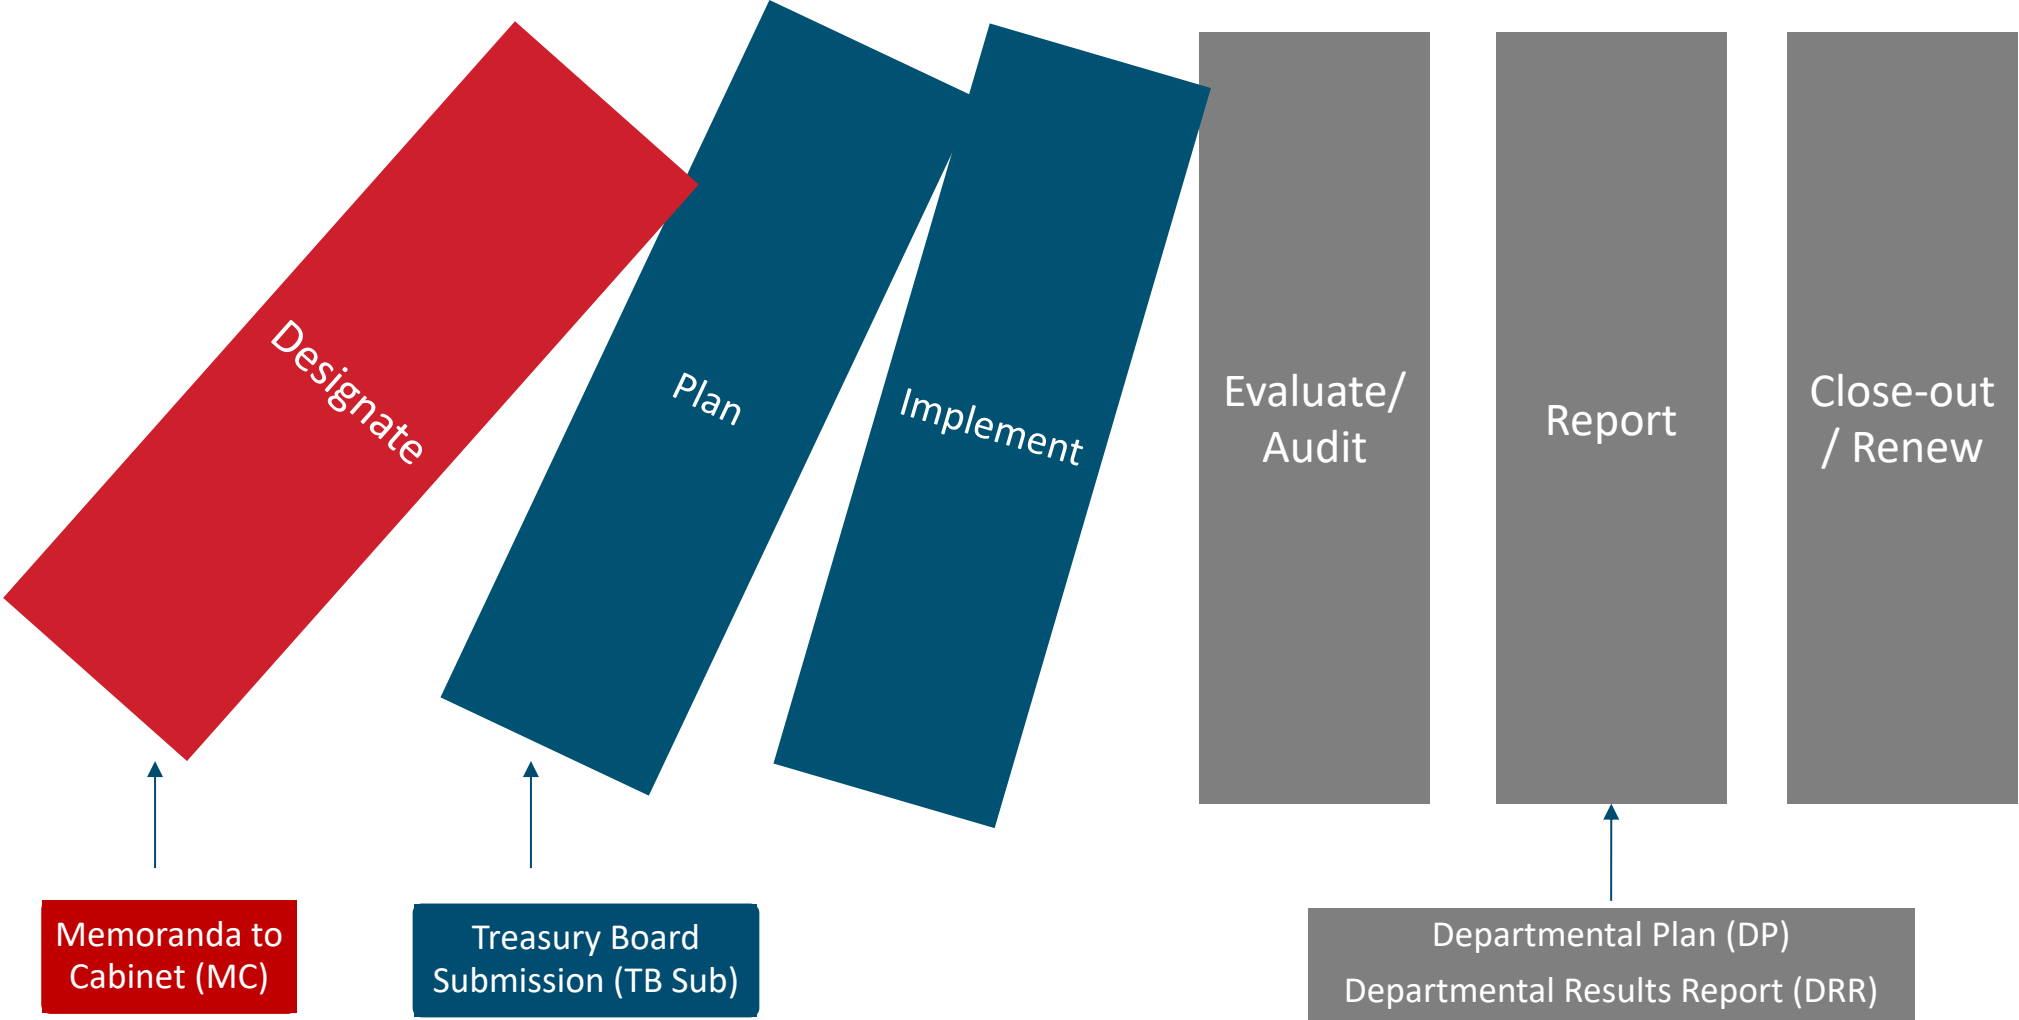 Designate
Plan
Implement
Evaluate/
Audit
Report
Close-out
/ Renew
Memoranda to
Cabinet (MC)
Treasury Board
Submission (TB Sub)
Departmental Plan (DP)
Departmental Results Report (DRR)